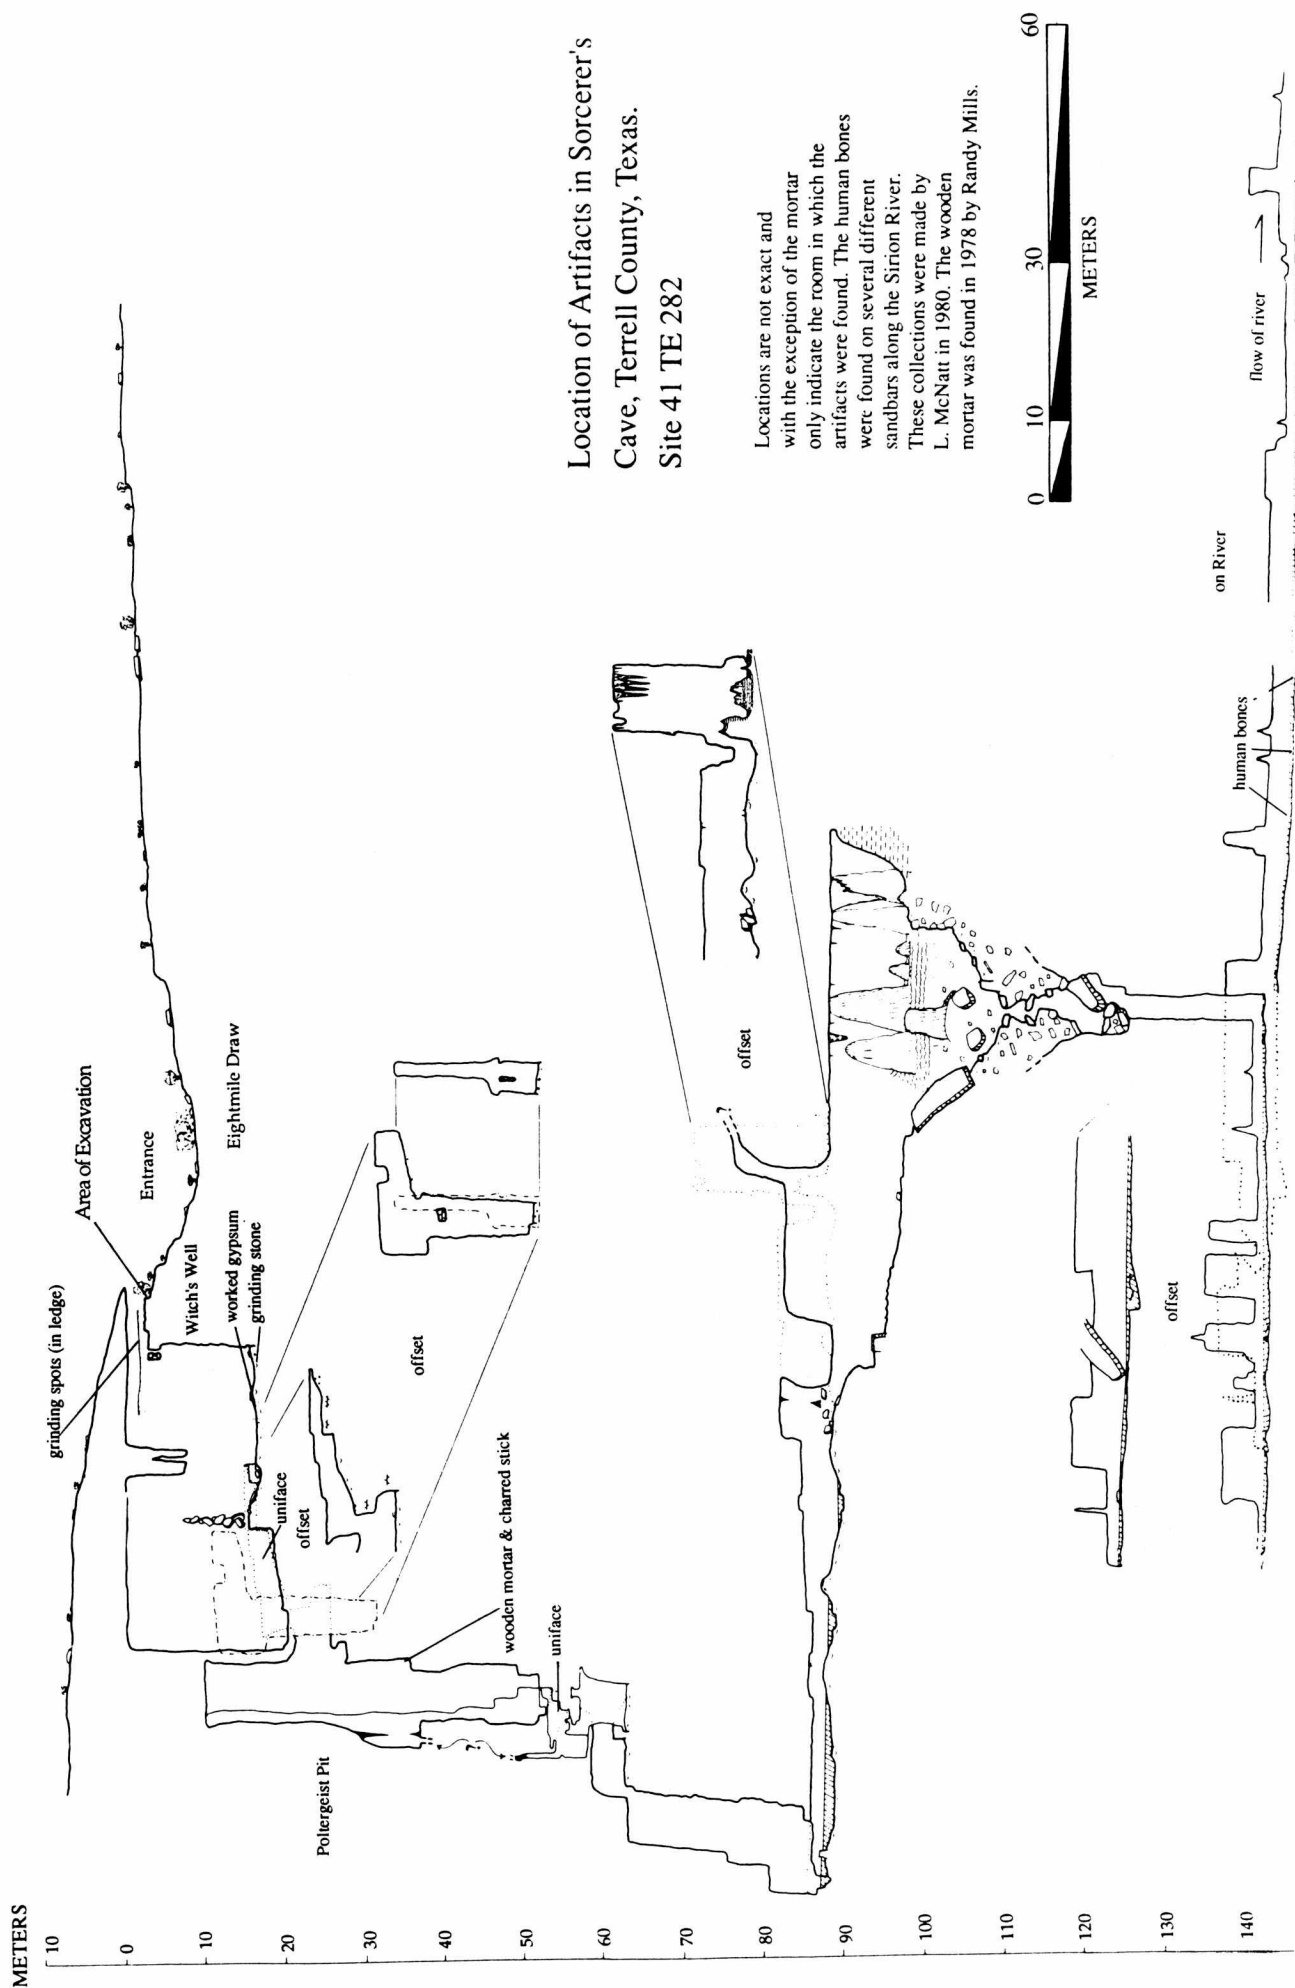 METERS
10
0
10
20
30
40
50
60
70
80
90
100
110
120
130
140
grinding spots (in ledge)
Area of Excavation
Entrance
Witch's Well
Eightmile Draw
worked gypsum
grinding stone
uniface
offset
offset
wooden mortar & charred stick
uniface
Poltergeist Pit
?
?
offset
offset
human bones
on River
flow of river
Location of Artifacts in Sorcerer's
Cave, Terrell County, Texas.
Site 41 TE 282
Locations are not exact and
with the exception of the mortar
only indicate the room in which the
artifacts were found. The human bones
were found on several different
sandbars along the Sirion River.
These collections were made by
L. McNatt in 1980. The wooden
mortar was found in 1978 by Randy Mills.
0
10
30
60
METERS